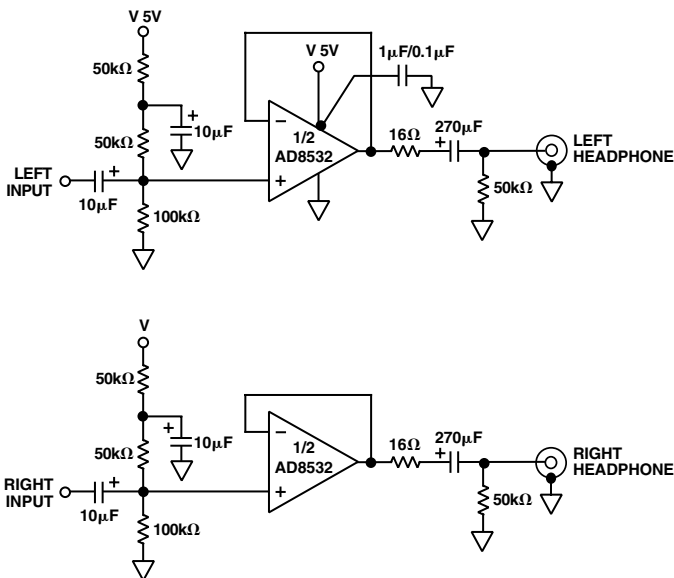 V 5V
50kΩ
V 5V
1μF/0.1μF
50kΩ
10μF
1/2
AD8532
16Ω
270μF
LEFT
HEADPHONE
LEFT
INPUT
10μF
100kΩ
50kΩ
V
50kΩ
50kΩ
10μF
1/2
AD8532
16Ω
270μF
RIGHT
HEADPHONE
RIGHT
INPUT
10μF
100kΩ
50kΩ